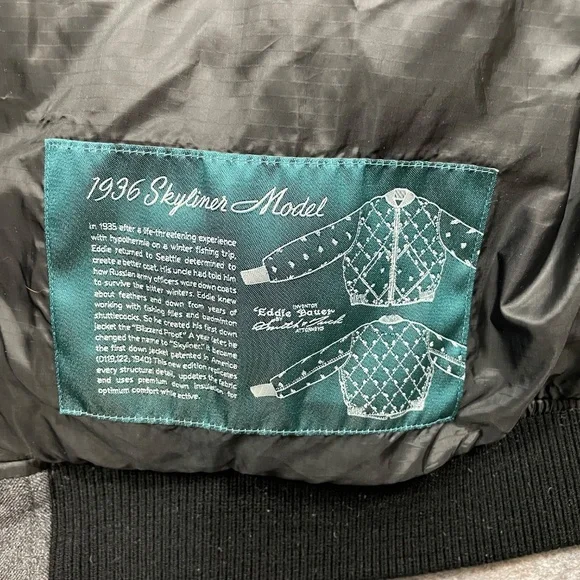 1936 Skyliner Model
In 1935 after a life-threatening experience
with hypothermia on a winter fishing trip,
Eddie returned to Seattle determined to
create a better coat. His uncle had told him
how Russian army officers wore down coats
to survive the bitter winters. Eddie knew
about feathers and down from years of
working with fishing flies and badminton
shuttlecocks. So he created his first down
jacket the "Blizzard Proof." A year later he
changed the name to "Skyliner". It became
the first down jacket patented in America
(0119,122, 1940) This new edition replicates
every structural detail, updates the fabric
and uses premium down insulation for
optimum comfort while active.
INVENTOR
Eddie Bauer
Smith & Tuck
ATTORNEYS